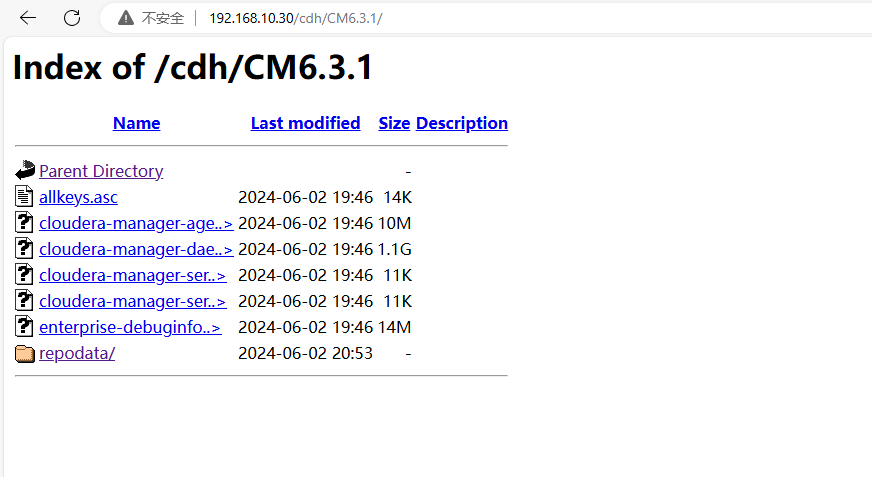 不安全 192.168.10.30/cdh/CM6.3.1/
Index of /cdh/CM6.3.1
Name Last modified Size Description
Parent Directory -
allkeys.asc 2024-06-02 19:46 14K
cloudera-manager-age..> 2024-06-02 19:46 10M
cloudera-manager-dae..> 2024-06-02 19:46 1.1G
cloudera-manager-ser..> 2024-06-02 19:46 11K
cloudera-manager-ser..> 2024-06-02 19:46 11K
enterprise-debuginfo..> 2024-06-02 19:46 14M
repodata/ 2024-06-02 20:53 -